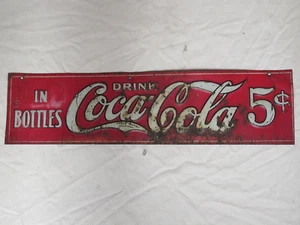 IN
BOTTLES
DRINK
Coca-Cola
5¢